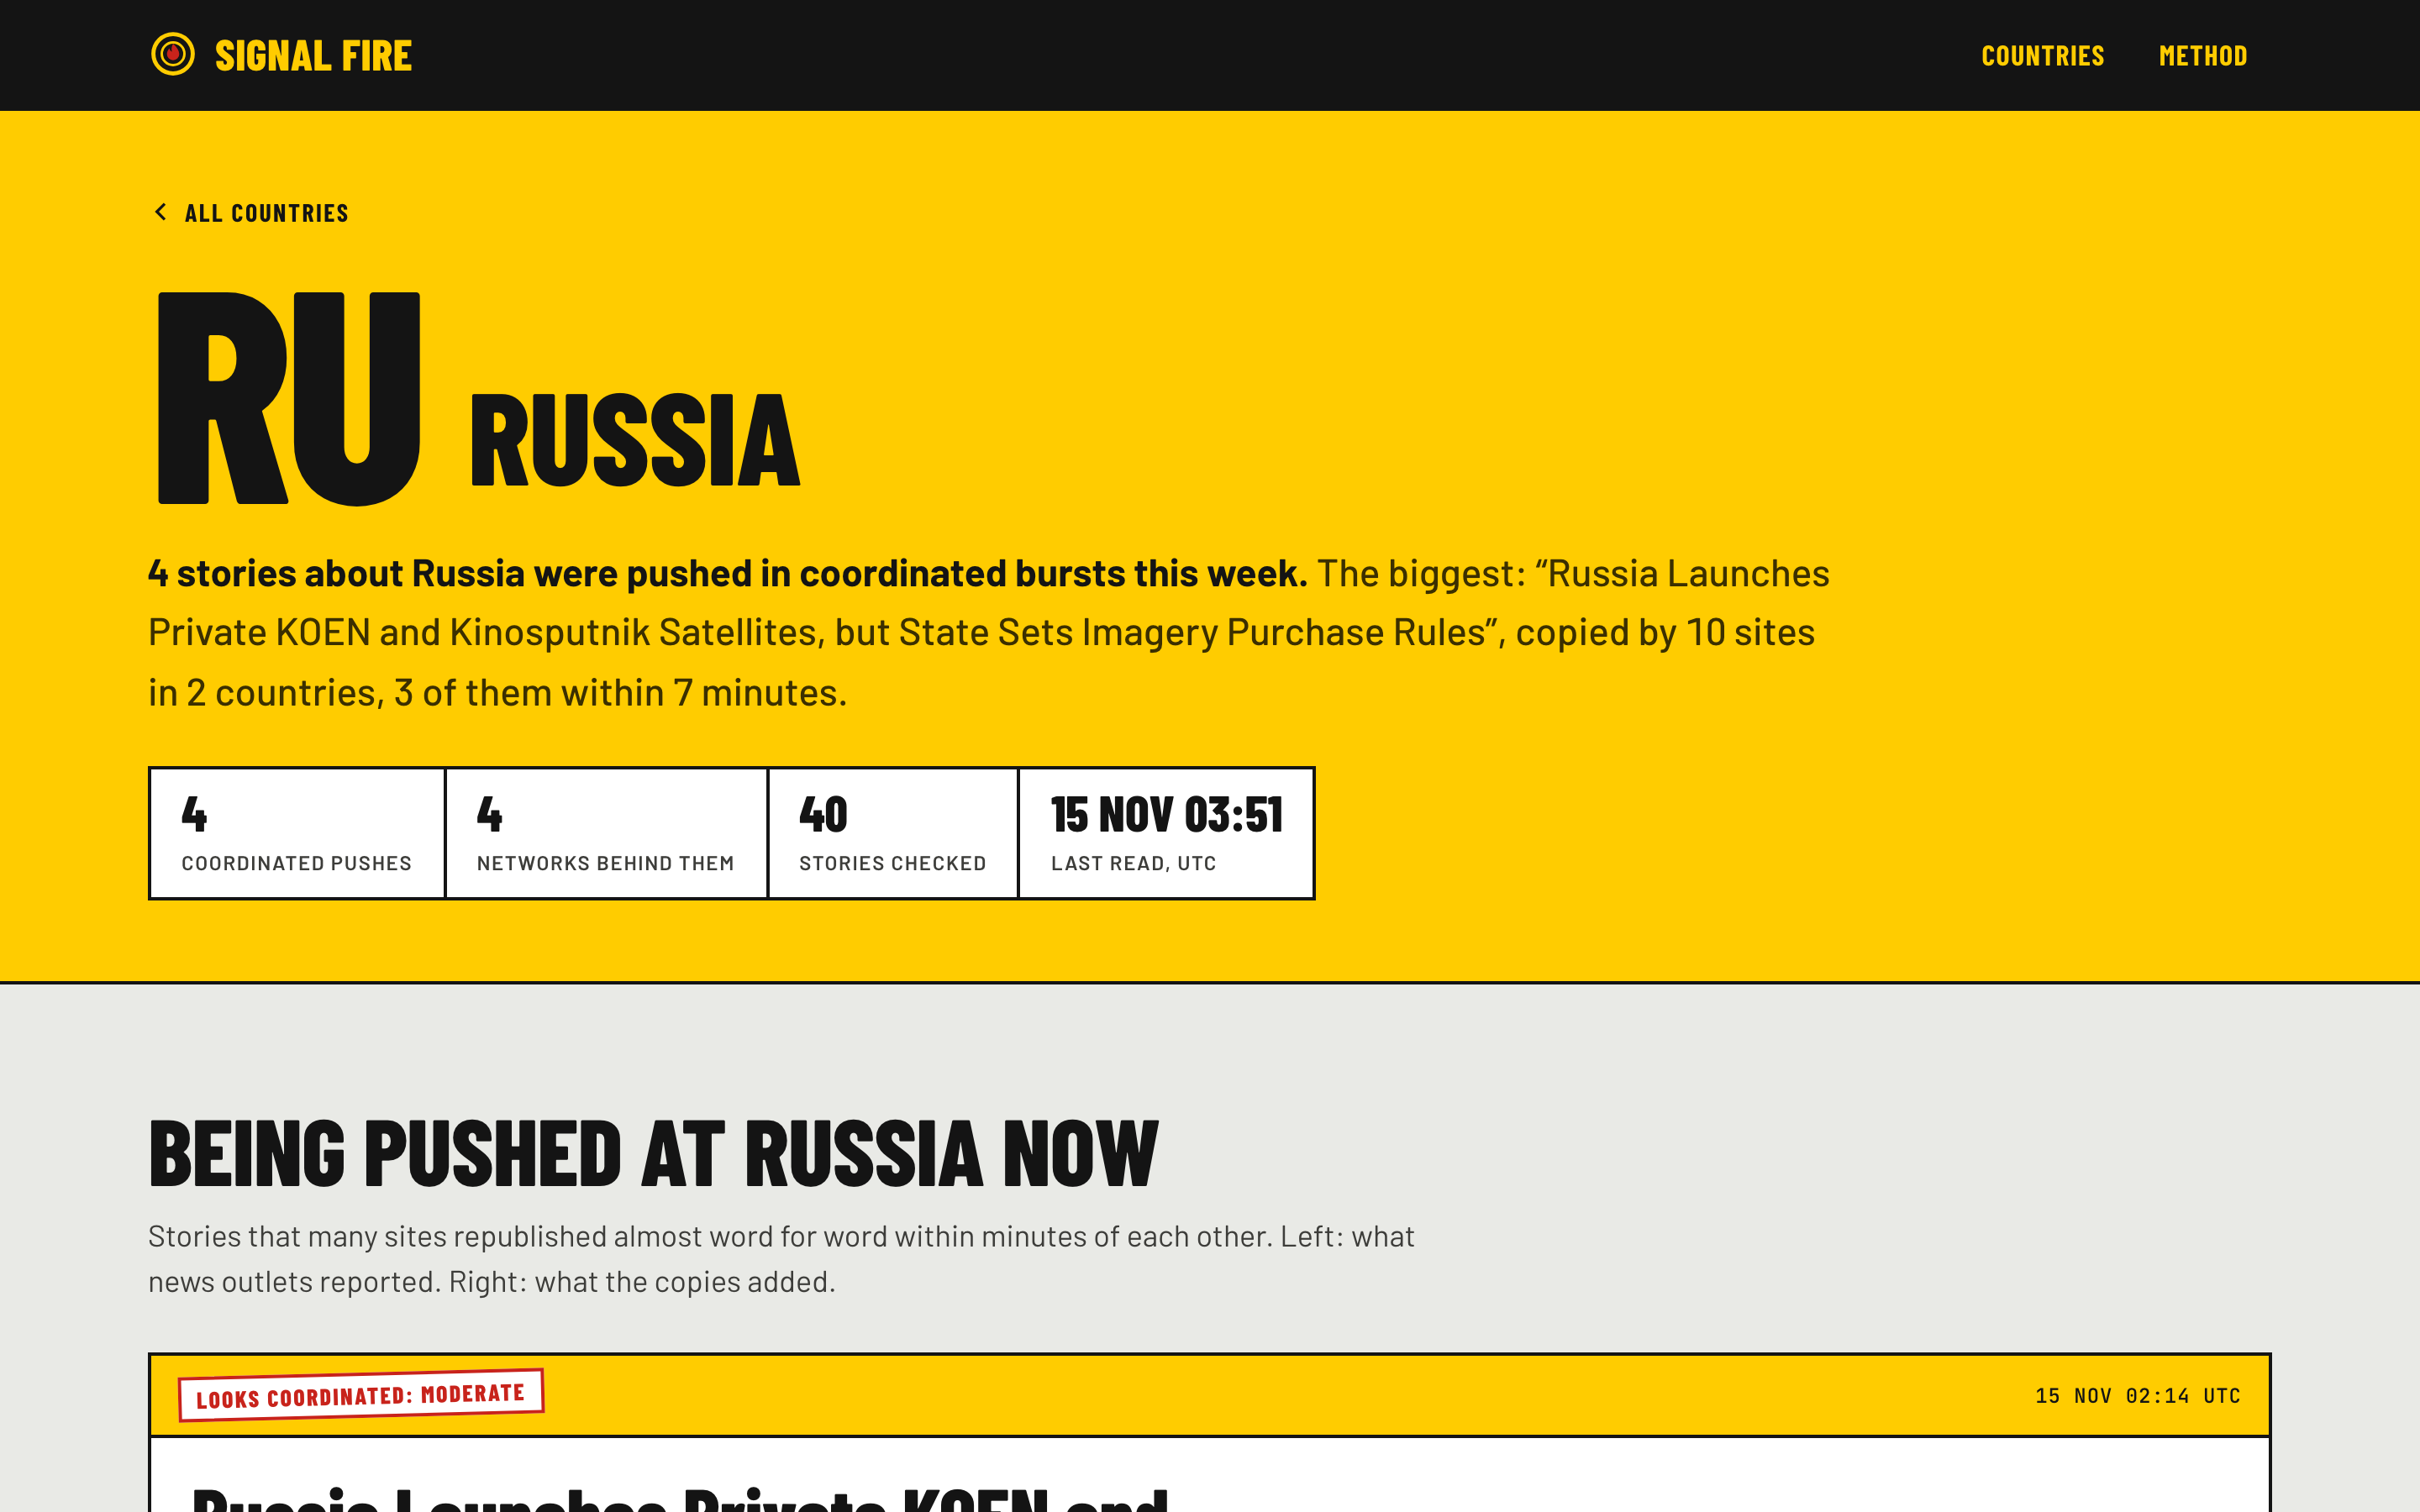 SIGNAL FIRE
COUNTRIES
METHOD
ALL COUNTRIES
RU RUSSIA
4 stories about Russia were pushed in coordinated bursts this week. The biggest: “Russia Launches
Private KOEN and Kinosputnik Satellites, but State Sets Imagery Purchase Rules”, copied by 10 sites
in 2 countries, 3 of them within 7 minutes.
4
COORDINATED PUSHES
4
NETWORKS BEHIND THEM
40
STORIES CHECKED
15 NOV 03:51
LAST READ, UTC
BEING PUSHED AT RUSSIA NOW
Stories that many sites republished almost word for word within minutes of each other. Left: what
news outlets reported. Right: what the copies added.
LOOKS COORDINATED: MODERATE
15 NOV 02:14 UTC
Russia Launches Private KOEN and